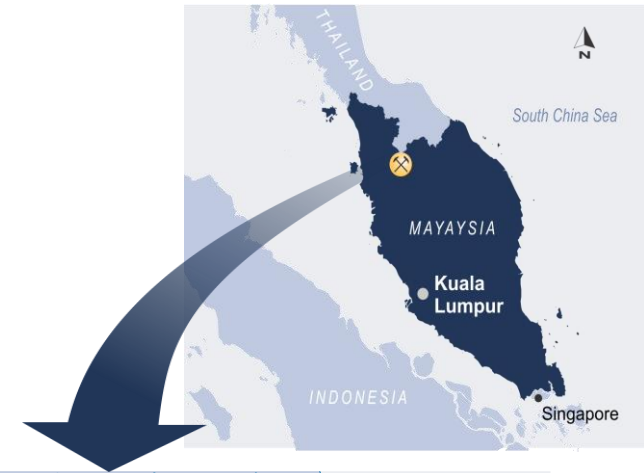 THAILAND
N
South China Sea
MAYAYSIA
Kuala
Lumpur
INDONESIA
Singapore